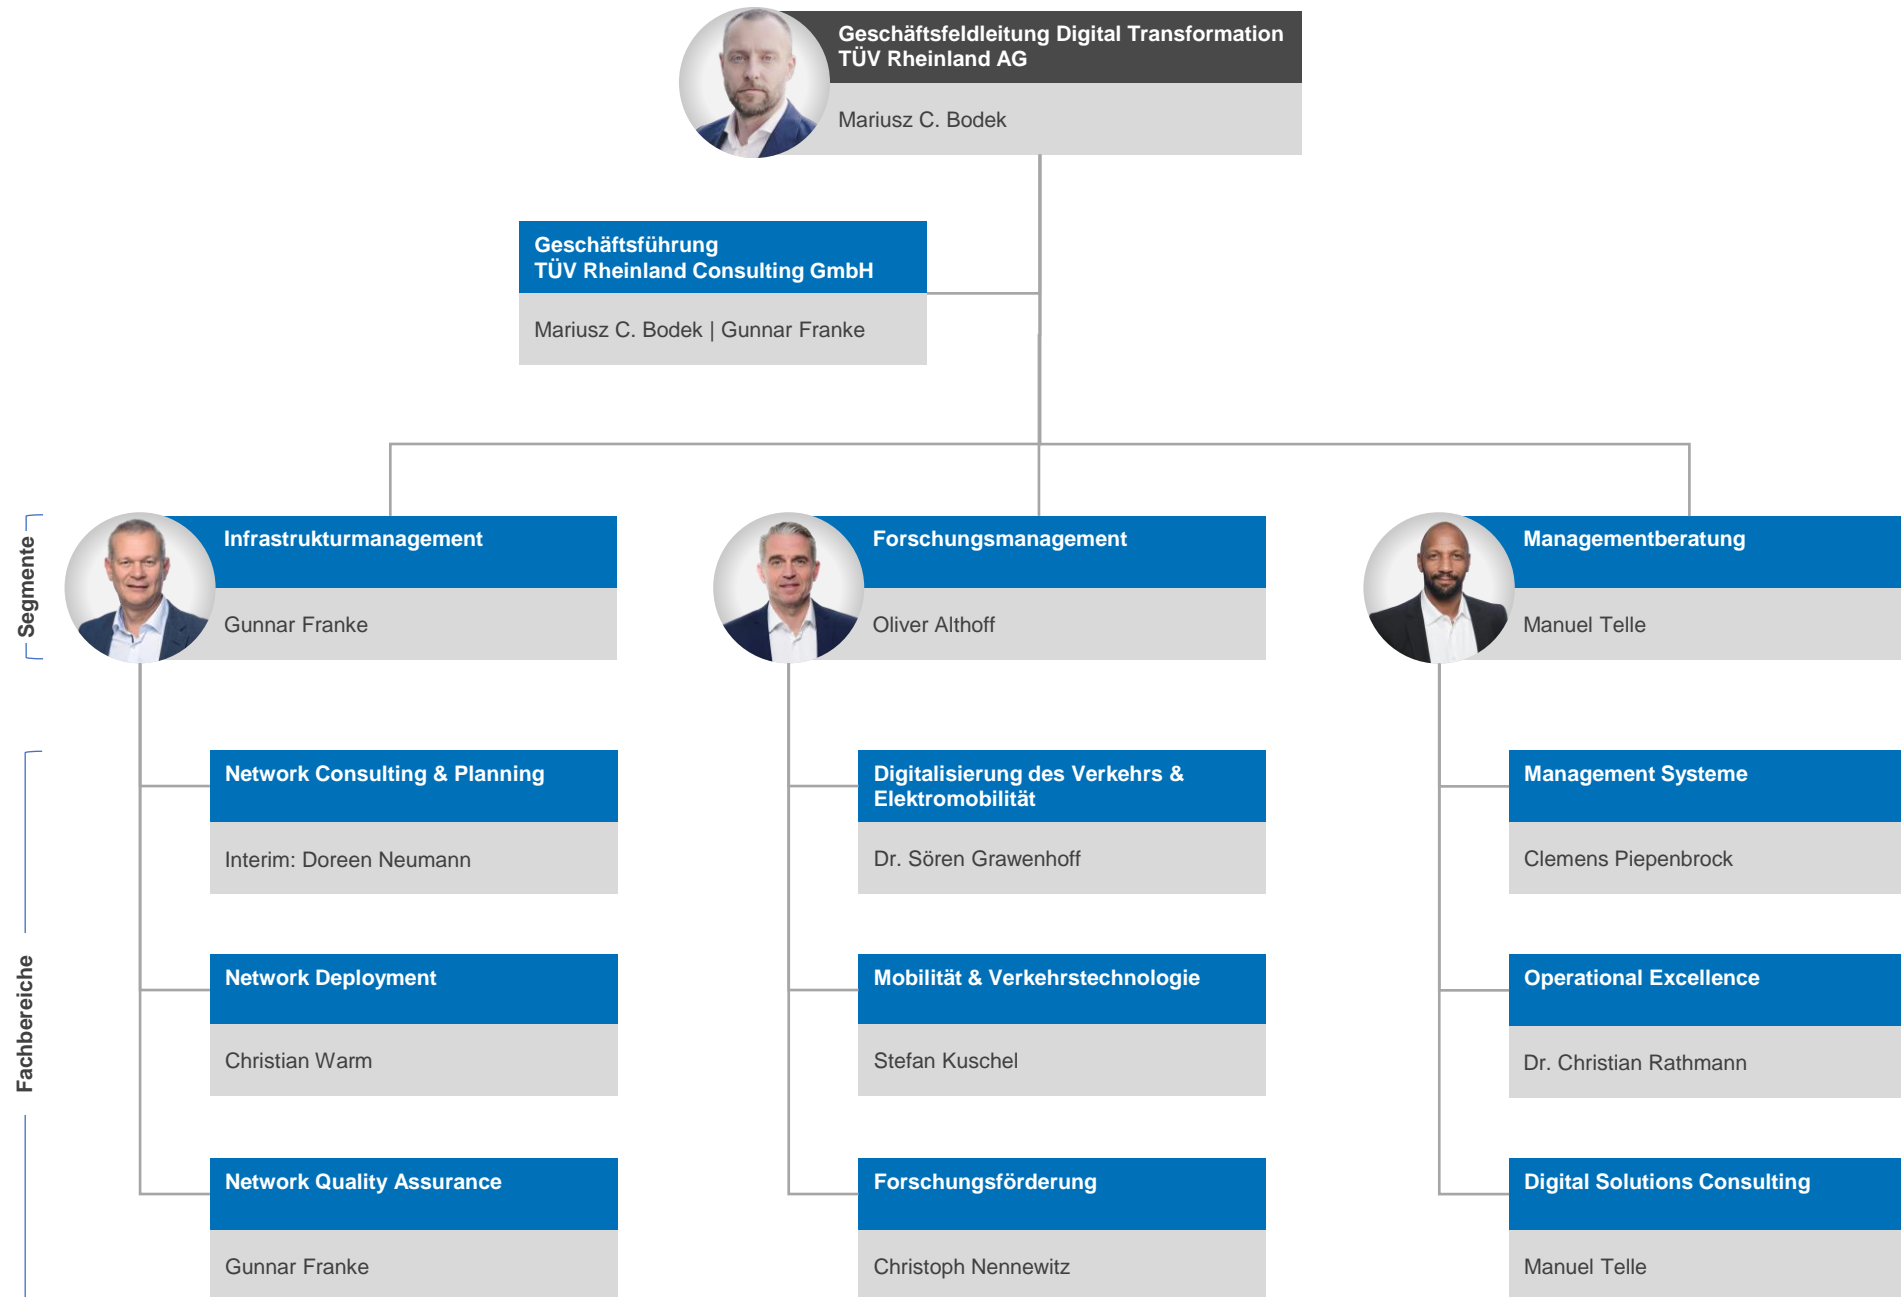 Geschäftsfeldleitung Digital Transformation
TÜV Rheinland AG
Mariusz C. Bodek
Geschäftsführung
TÜV Rheinland Consulting GmbH
Mariusz C. Bodek | Gunnar Franke
Segmente
Infrastrukturmanagement
Gunnar Franke
Forschungsmanagement
Oliver Althoff
Managementberatung
Manuel Telle
Fachbereiche
Network Consulting & Planning
Interim: Doreen Neumann
Digitalisierung des Verkehrs &
Elektromobilität
Dr. Sören Grawenhoff
Management Systeme
Clemens Piepenbrock
Network Deployment
Christian Warm
Mobilität & Verkehrstechnologie
Stefan Kuschel
Operational Excellence
Dr. Christian Rathmann
Network Quality Assurance
Gunnar Franke
Forschungsförderung
Christoph Nennewitz
Digital Solutions Consulting
Manuel Telle